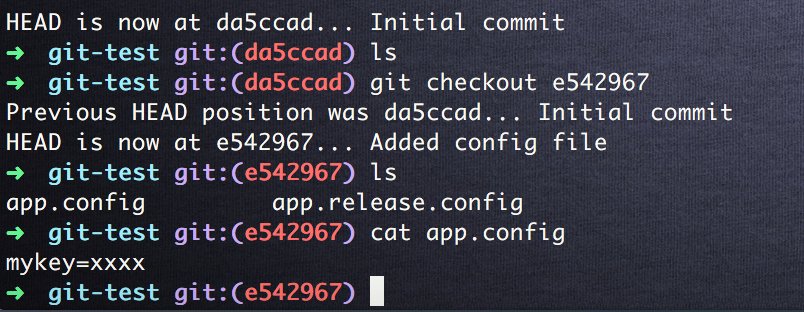 HEAD is now at da5ccad... Initial commit
➜  git-test git:(da5ccad) ls
➜  git-test git:(da5ccad) git checkout e542967
Previous HEAD position was da5ccad... Initial commit
HEAD is now at e542967... Added config file
➜  git-test git:(e542967) ls
app.config         app.release.config
➜  git-test git:(e542967) cat app.config
mykey=xxxx
➜  git-test git:(e542967)